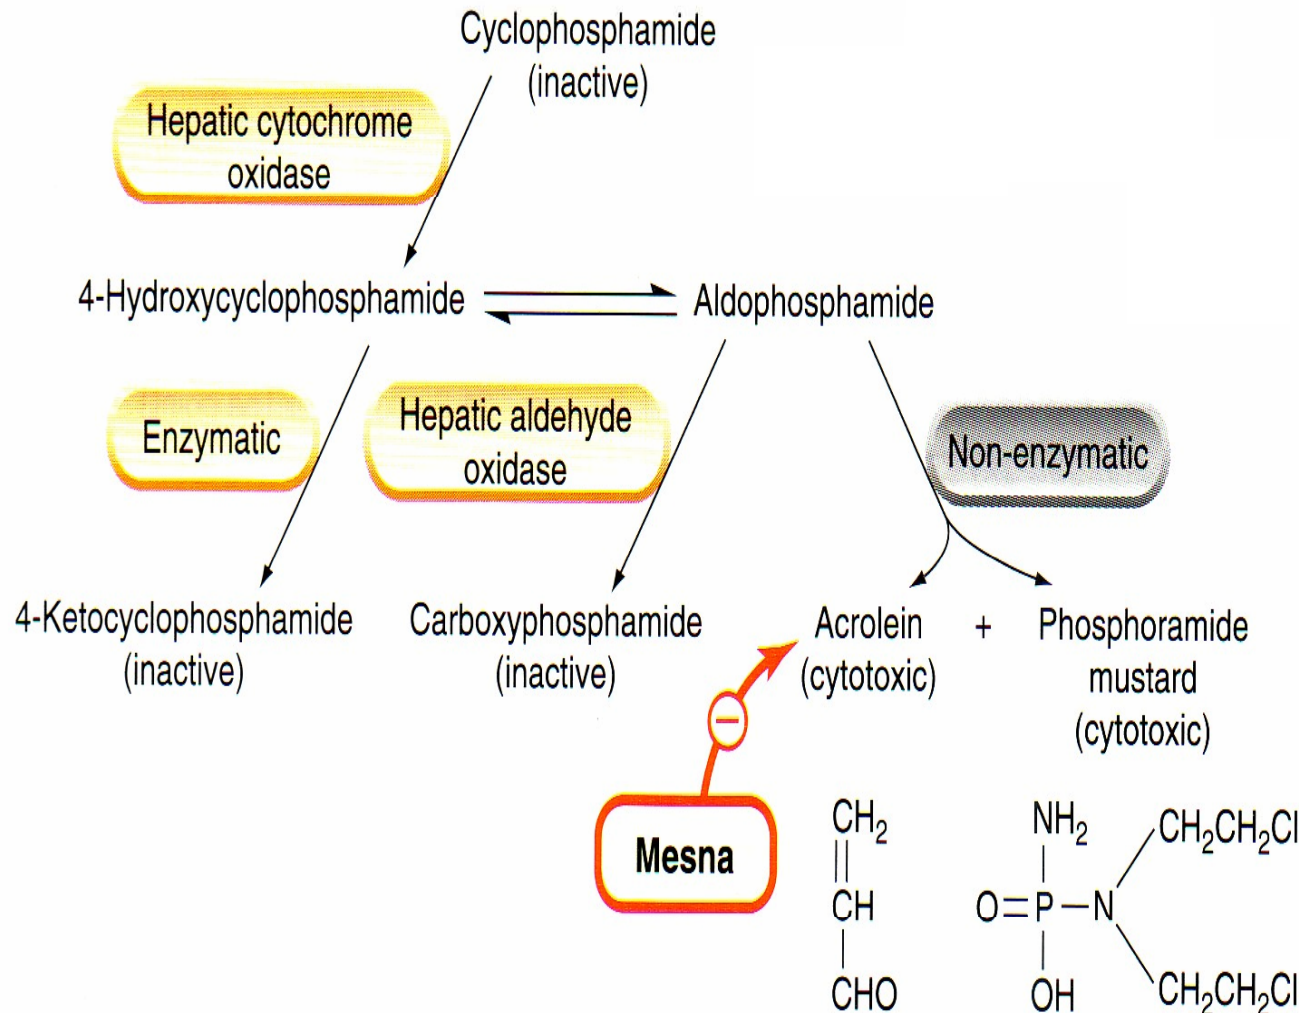 Cyclophosphamide
(inactive)
Hepatic cytochrome
oxidase
4-Hydroxycyclophosphamide
Aldophosphamide
Enzymatic
Hepatic aldehyde
oxidase
Non-enzymatic
4-Ketocyclophosphamide
(inactive)
Carboxyphosphamide
(inactive)
Acrolein
(cytotoxic)
+
Phosphoramide
mustard
(cytotoxic)
−
Mesna
CH₂
CH
CHO
NH₂
CH₂CH₂Cl
O=P—N
OH
CH₂CH₂Cl